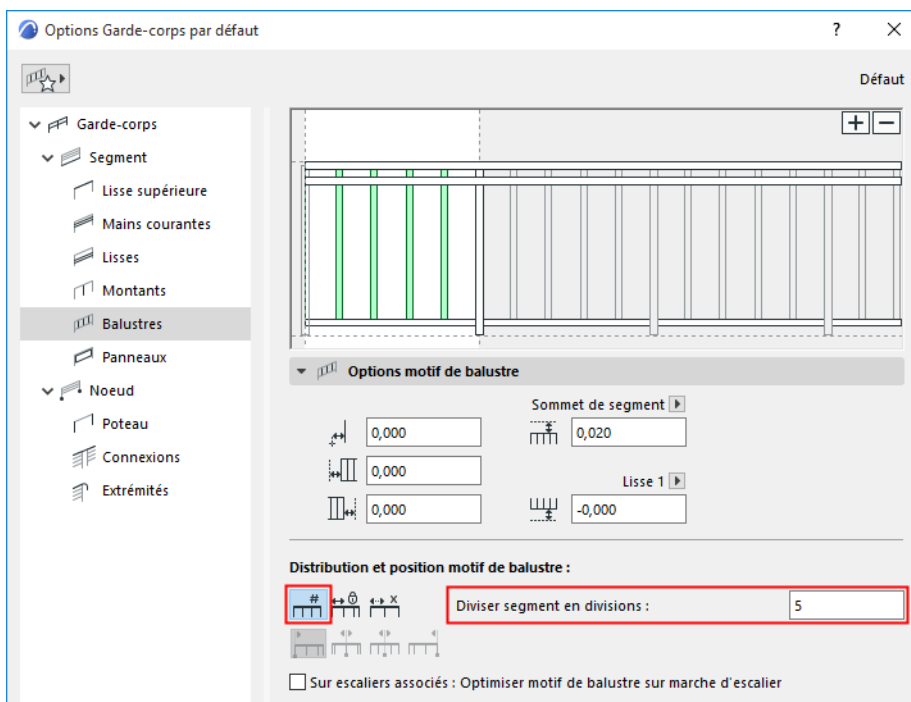 Options Garde-corps par défaut
?
Défaut
Garde-corps
Segment
Lisse supérieure
Mains courantes
Lisses
Montants
Balustres
Panneaux
Noeud
Poteau
Connexions
Extrémités
Options motif de balustre
Sommet de segment
0,000
0,020
0,000
Lisse 1
0,000
-0,000
Distribution et position motif de balustre :
#
x
Diviser segment en divisions :
5
Sur escaliers associés : Optimiser motif de balustre sur marche d'escalier